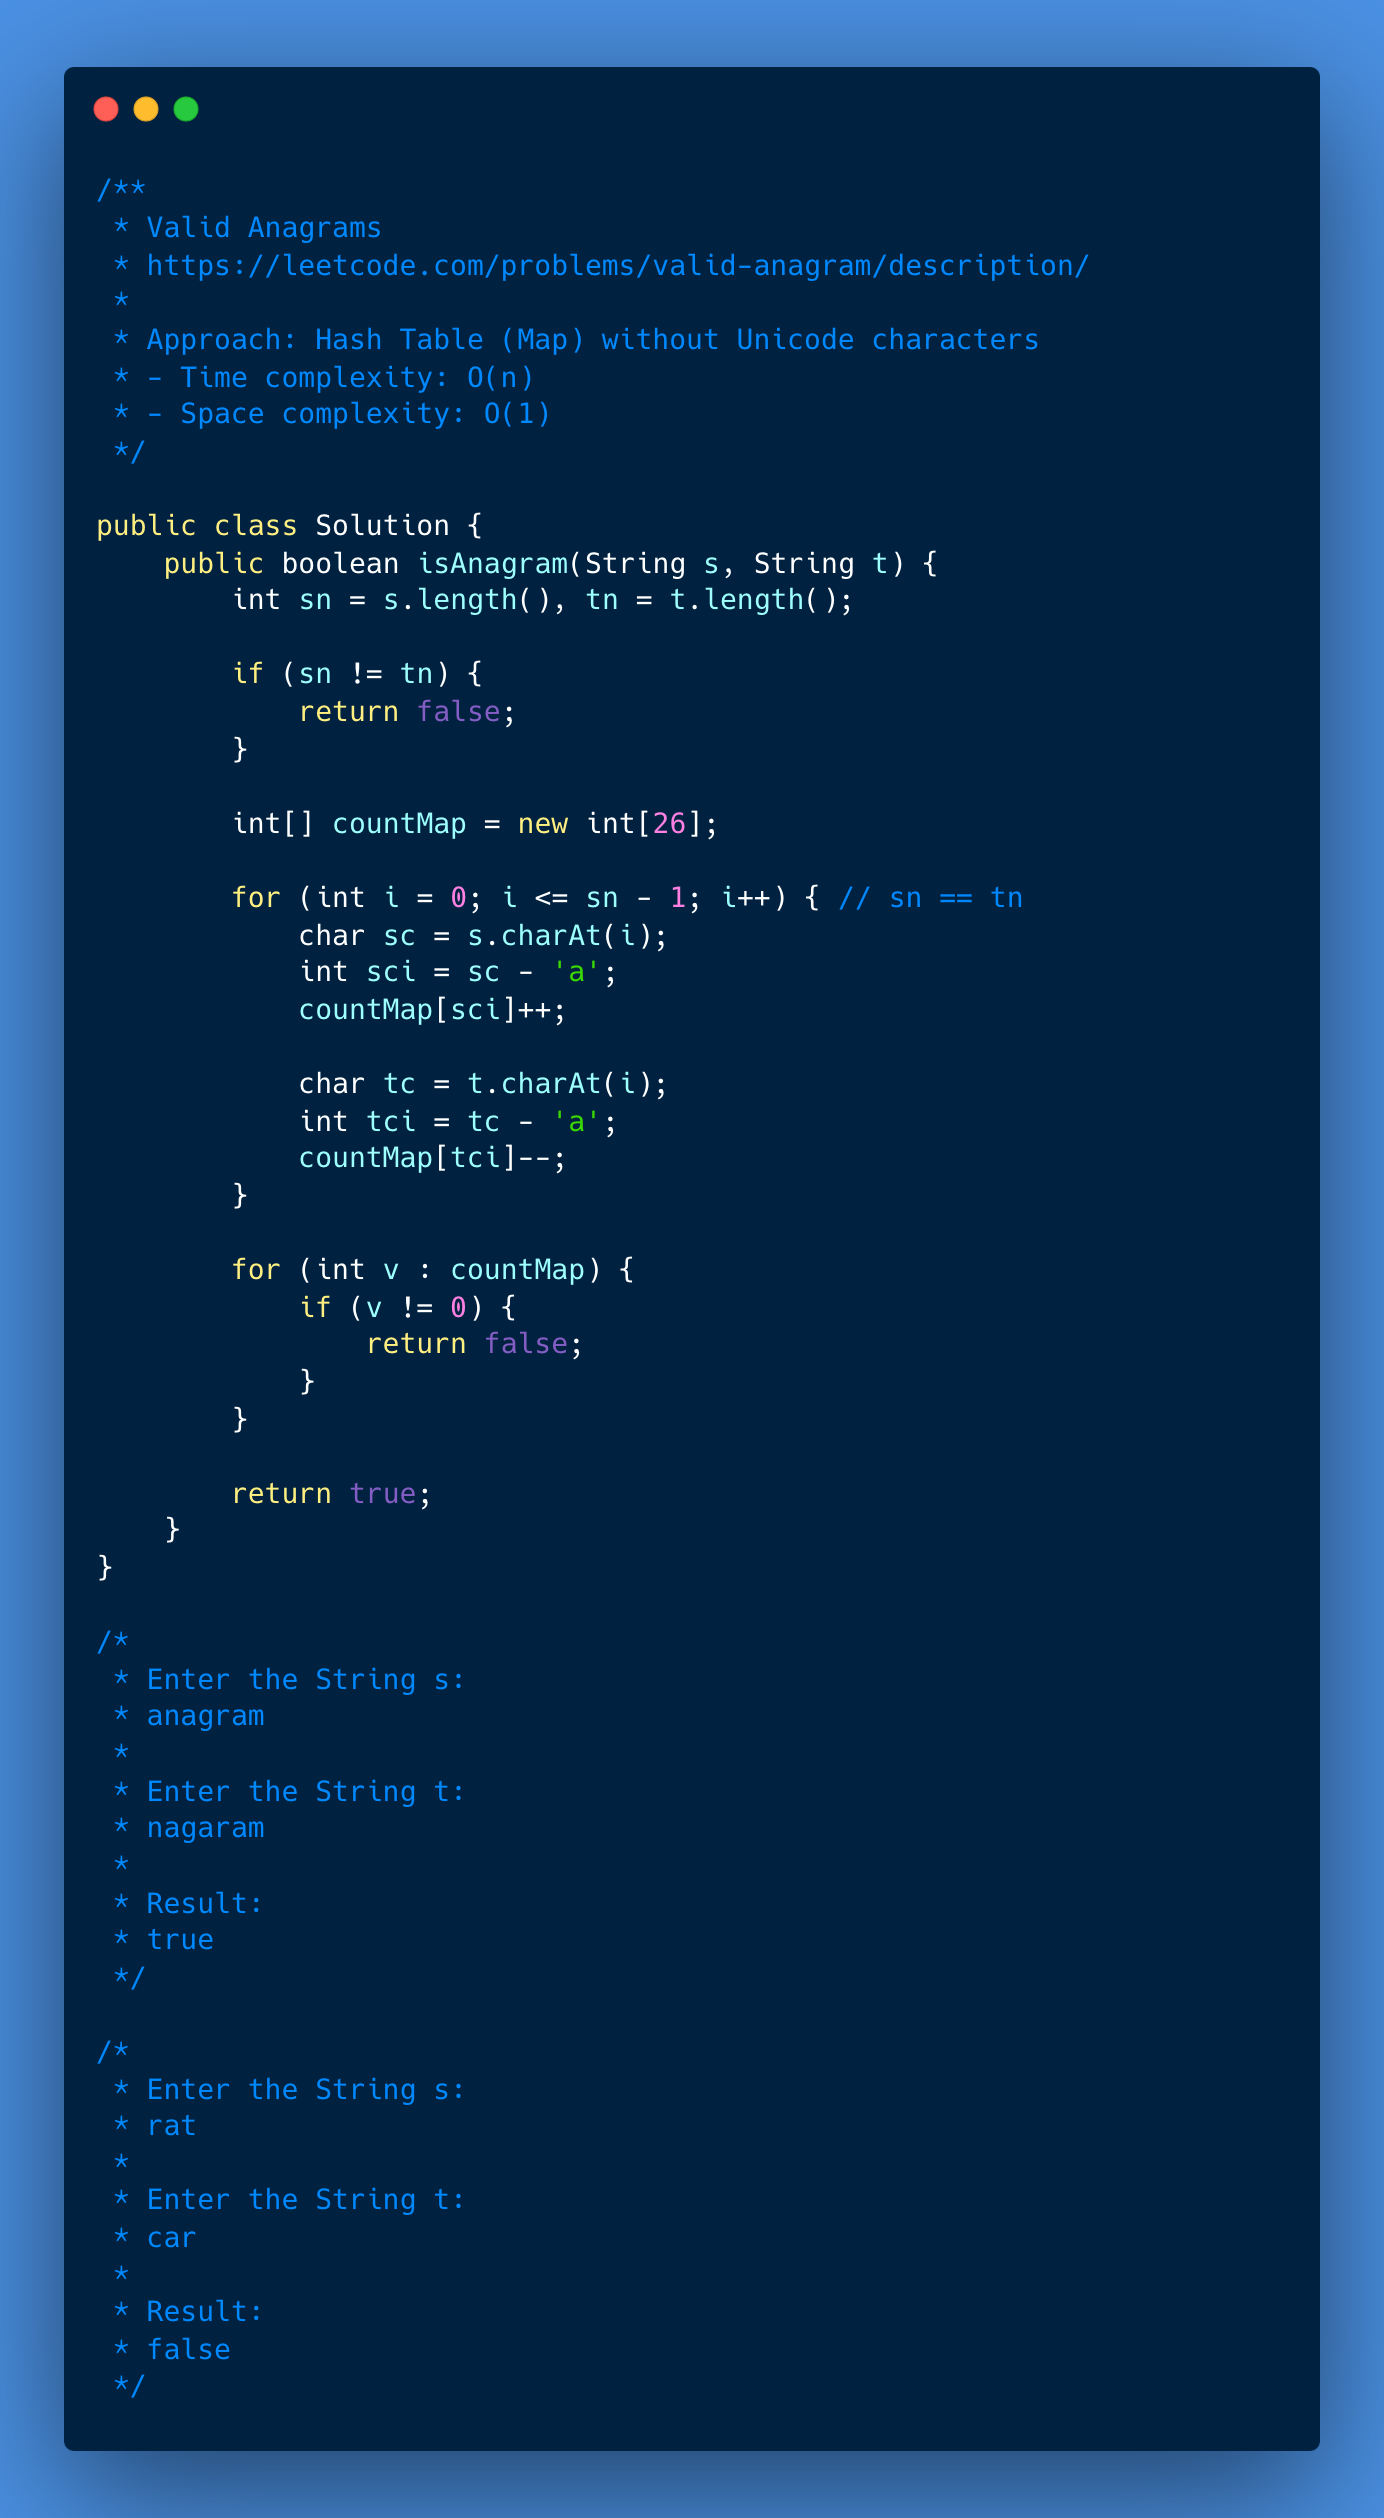 /**
 * Valid Anagrams
 * https://leetcode.com/problems/valid-anagram/description/
 *
 * Approach: Hash Table (Map) without Unicode characters
 * - Time complexity: O(n)
 * - Space complexity: O(1)
 */

public class Solution {
    public boolean isAnagram(String s, String t) {
        int sn = s.length(), tn = t.length();

        if (sn != tn) {
            return false;
        }

        int[] countMap = new int[26];

        for (int i = 0; i <= sn - 1; i++) { // sn == tn
            char sc = s.charAt(i);
            int sci = sc - 'a';
            countMap[sci]++;

            char tc = t.charAt(i);
            int tci = tc - 'a';
            countMap[tci]--;
        }

        for (int v : countMap) {
            if (v != 0) {
                return false;
            }
        }

        return true;
    }
}

/*
 * Enter the String s:
 * anagram
 *
 * Enter the String t:
 * nagaram
 *
 * Result:
 * true
 */

/*
 * Enter the String s:
 * rat
 *
 * Enter the String t:
 * car
 *
 * Result:
 * false
 */